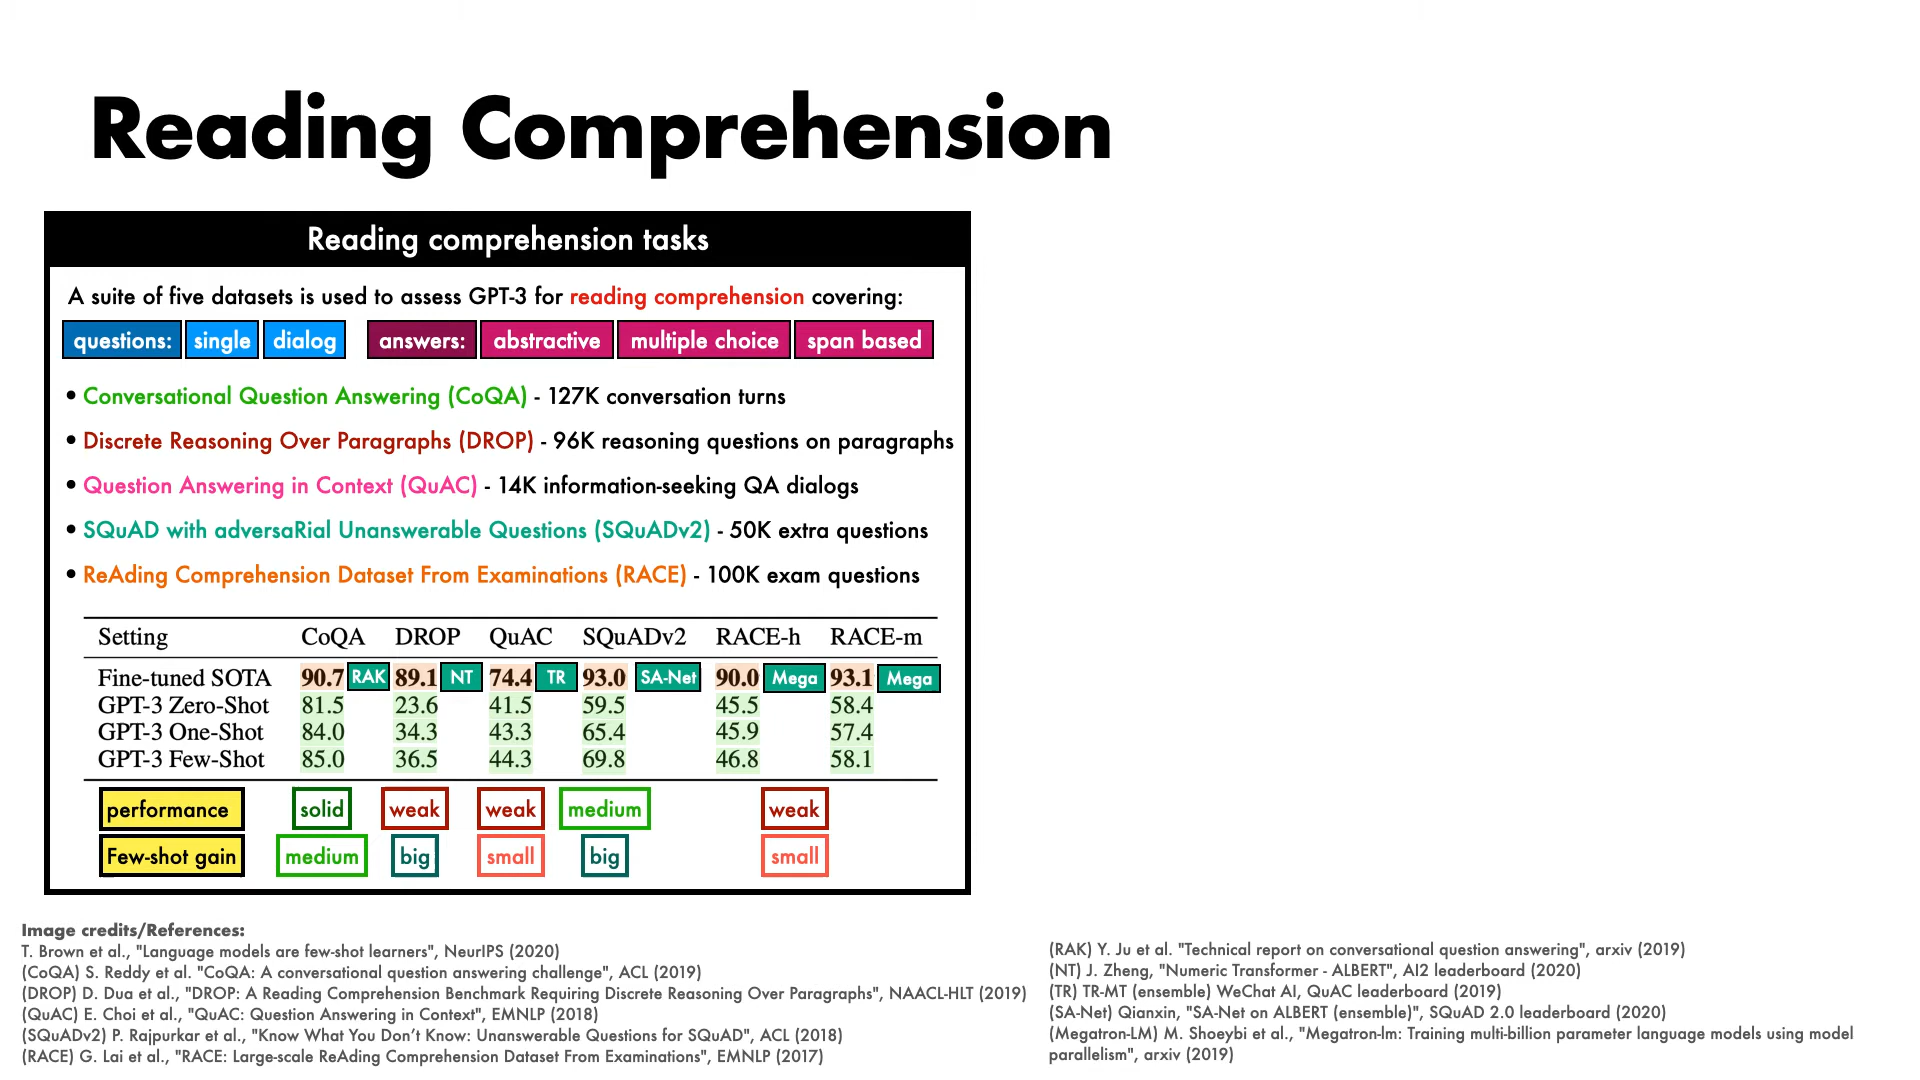 Reading Comprehension
Reading comprehension tasks
A suite of five datasets is used to assess GPT-3 for reading comprehension covering:
questions: single dialog answers: abstractive multiple choice span based
• Conversational Question Answering (CoQA) - 127K conversation turns
• Discrete Reasoning Over Paragraphs (DROP) - 96K reasoning questions on paragraphs
• Question Answering in Context (QuAC) - 14K information-seeking QA dialogs
• SQuAD with adversaRial Unanswerable Questions (SQuADv2) - 50K extra questions
• ReAding Comprehension Dataset From Examinations (RACE) - 100K exam questions
Setting CoQA DROP QuAC SQuADv2 RACE-h RACE-m
Fine-tuned SOTA 90.7 RAK 89.1 NT 74.4 TR 93.0 SA-Net 90.0 Mega 93.1 Mega
GPT-3 Zero-Shot 81.5 23.6 41.5 59.5 45.5 58.4
GPT-3 One-Shot 84.0 34.3 43.3 65.4 45.9 57.4
GPT-3 Few-Shot 85.0 36.5 44.3 69.8 46.8 58.1
performance solid weak weak medium weak
Few-shot gain medium big small big small
Image credits/References:
T. Brown et al., "Language models are few-shot learners", NeurIPS (2020)
(CoQA) S. Reddy et al. "CoQA: A conversational question answering challenge", ACL (2019)
(DROP) D. Dua et al., "DROP: A Reading Comprehension Benchmark Requiring Discrete Reasoning Over Paragraphs", NAACL-HLT (2019)
(QuAC) E. Choi et al., "QuAC: Question Answering in Context", EMNLP (2018)
(SQuADv2) P. Rajpurkar et al., "Know What You Don’t Know: Unanswerable Questions for SQuAD", ACL (2018)
(RACE) G. Lai et al., "RACE: Large-scale ReAding Comprehension Dataset From Examinations", EMNLP (2017)
(RAK) Y. Ju et al. "Technical report on conversational question answering", arxiv (2019)
(NT) J. Zheng, "Numeric Transformer - ALBERT", AI2 leaderboard (2020)
(TR) TR-MT (ensemble) WeChat AI, QuAC leaderboard (2019)
(SA-Net) Qianxin, "SA-Net on ALBERT (ensemble)", SQuAD 2.0 leaderboard (2020)
(Megatron-LM) M. Shoeybi et al., "Megatron-lm: Training multi-billion parameter language models using model
parallelism", arxiv (2019)